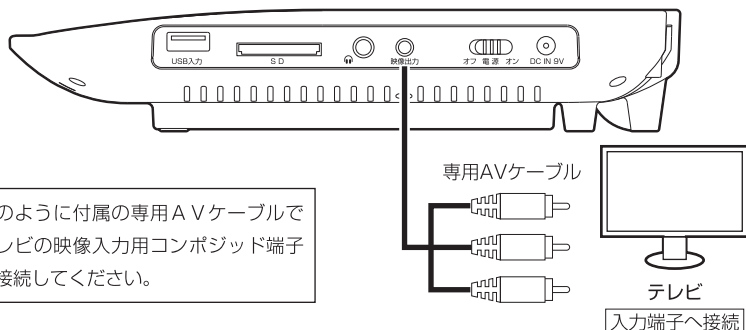 USB入力
S D
映像出力
オフ 電 源 オン
DC IN 9V
専用AVケーブル
のように付属の専用ＡＶケーブルで
レビの映像入力用コンポジッド端子
接続してください。
テレビ
入力端子へ接続